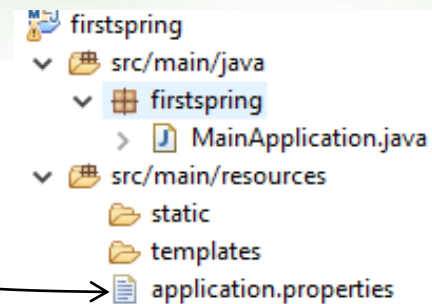 firstspring
src/main/java
firstspring
MainApplication.java
src/main/resources
static
templates
application.properties